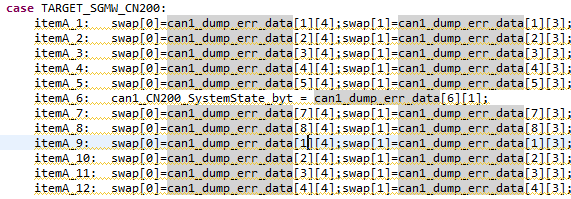 case TARGET_SGMW_CN200:
itemA_1: swap[0]=can1_dump_err_data[1][4];swap[1]=can1_dump_err_data[1][3];
itemA_2: swap[0]=can1_dump_err_data[2][4];swap[1]=can1_dump_err_data[2][3];
itemA_3: swap[0]=can1_dump_err_data[3][4];swap[1]=can1_dump_err_data[3][3];
itemA_4: swap[0]=can1_dump_err_data[4][4];swap[1]=can1_dump_err_data[4][3];
itemA_5: swap[0]=can1_dump_err_data[5][4];swap[1]=can1_dump_err_data[5][3];
itemA_6: can1_CN200_SystemState_byt = can1_dump_err_data[6][1];
itemA_7: swap[0]=can1_dump_err_data[7][4];swap[1]=can1_dump_err_data[7][3];
itemA_8: swap[0]=can1_dump_err_data[8][4];swap[1]=can1_dump_err_data[8][3];
itemA_9: swap[0]=can1_dump_err_data[1][4];swap[1]=can1_dump_err_data[1][3];
itemA_10: swap[0]=can1_dump_err_data[2][4];swap[1]=can1_dump_err_data[2][3];
itemA_11: swap[0]=can1_dump_err_data[3][4];swap[1]=can1_dump_err_data[3][3];
itemA_12: swap[0]=can1_dump_err_data[4][4];swap[1]=can1_dump_err_data[4][3];